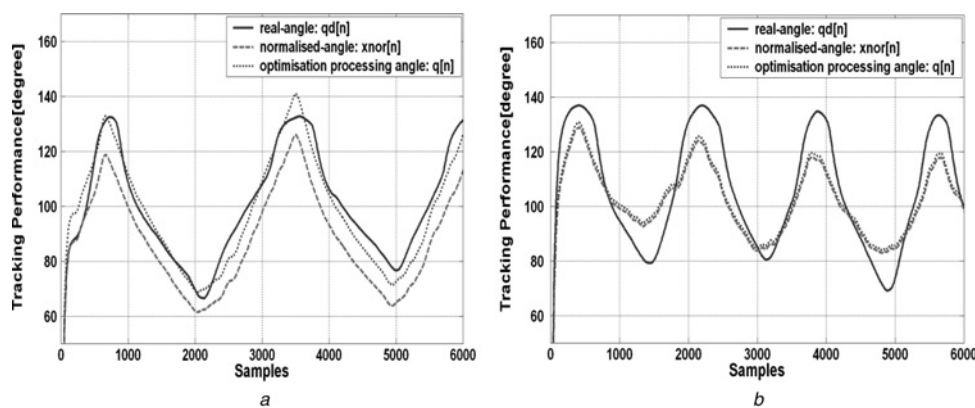 160
140
120
100
80
60
Tracking Performance[degree]
real-angle: qd[n]
normalised-angle: xnor[n]
optimisation processing angle: q[n]
0 1000 2000 3000 4000 5000 6000
Samples
a
160
140
120
100
80
60
Tracking Performance[degree]
real-angle: qd[n]
normalised-angle: xnor[n]
optimisation processing angle: q[n]
0 1000 2000 3000 4000 5000 6000
Samples
b